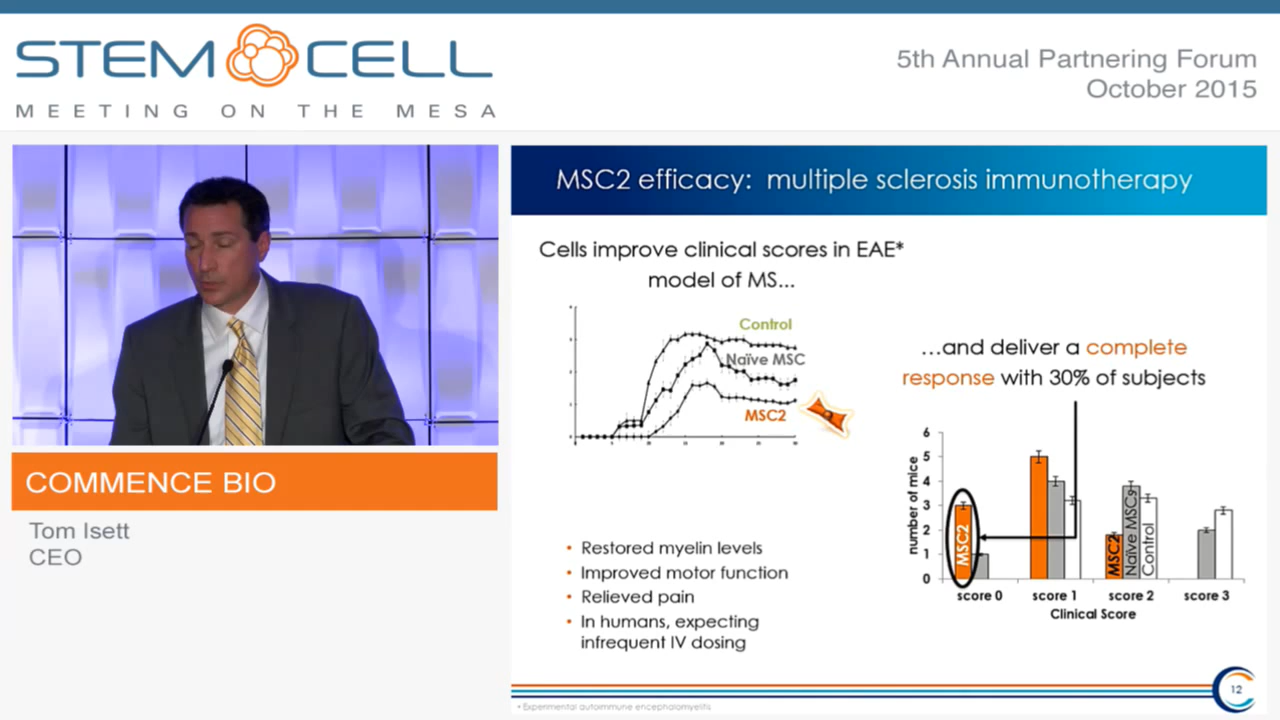 STEM CELL
MEETING ON THE MESA
5th Annual Partnering Forum
October 2015
COMMENCE BIO
Tom Isett
CEO
MSC2 efficacy: multiple sclerosis immunotherapy
Cells improve clinical scores in EAE*
model of MS...
Control
Naïve MSC
MSC2
• Restored myelin levels
• Improved motor function
• Relieved pain
• In humans, expecting
infrequent IV dosing
...and deliver a complete
response with 30% of subjects
number of mice
6
5
4
3
2
1
0
MSC2
MSC2
Naïve MSCs
Control
score 0 score 1 score 2 score 3
Clinical Score
12
* Experimental autoimmune encephalomyelitis